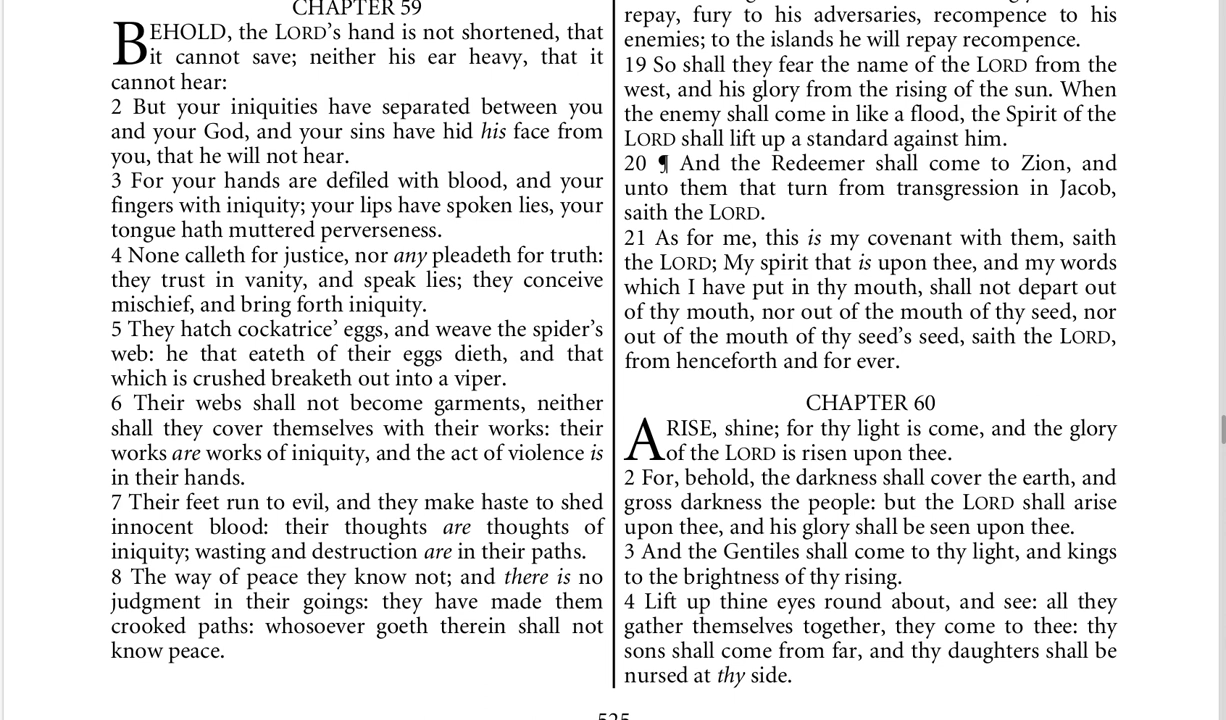 CHAPTER 59
BEHOLD, the LORD’s hand is not shortened, that
it cannot save; neither his ear heavy, that it
cannot hear:
2 But your iniquities have separated between you
and your God, and your sins have hid his face from
you, that he will not hear.
3 For your hands are defiled with blood, and your
fingers with iniquity; your lips have spoken lies, your
tongue hath muttered perverseness.
4 None calleth for justice, nor any pleadeth for truth:
they trust in vanity, and speak lies; they conceive
mischief, and bring forth iniquity.
5 They hatch cockatrice’ eggs, and weave the spider’s
web: he that eateth of their eggs dieth, and that
which is crushed breaketh out into a viper.
6 Their webs shall not become garments, neither
shall they cover themselves with their works: their
works are works of iniquity, and the act of violence is
in their hands.
7 Their feet run to evil, and they make haste to shed
innocent blood: their thoughts are thoughts of
iniquity; wasting and destruction are in their paths.
8 The way of peace they know not; and there is no
judgment in their goings: they have made them
crooked paths: whosoever goeth therein shall not
know peace.
repay, fury to his adversaries, recompence to his
enemies; to the islands he will repay recompence.
19 So shall they fear the name of the LORD from the
west, and his glory from the rising of the sun. When
the enemy shall come in like a flood, the Spirit of the
LORD shall lift up a standard against him.
20 ¶ And the Redeemer shall come to Zion, and
unto them that turn from transgression in Jacob,
saith the LORD.
21 As for me, this is my covenant with them, saith
the LORD; My spirit that is upon thee, and my words
which I have put in thy mouth, shall not depart out
of thy mouth, nor out of the mouth of thy seed, nor
out of the mouth of thy seed’s seed, saith the LORD,
from henceforth and for ever.
CHAPTER 60
ARISE, shine; for thy light is come, and the glory
of the LORD is risen upon thee.
2 For, behold, the darkness shall cover the earth, and
gross darkness the people: but the LORD shall arise
upon thee, and his glory shall be seen upon thee.
3 And the Gentiles shall come to thy light, and kings
to the brightness of thy rising.
4 Lift up thine eyes round about, and see: all they
gather themselves together, they come to thee: thy
sons shall come from far, and thy daughters shall be
nursed at thy side.